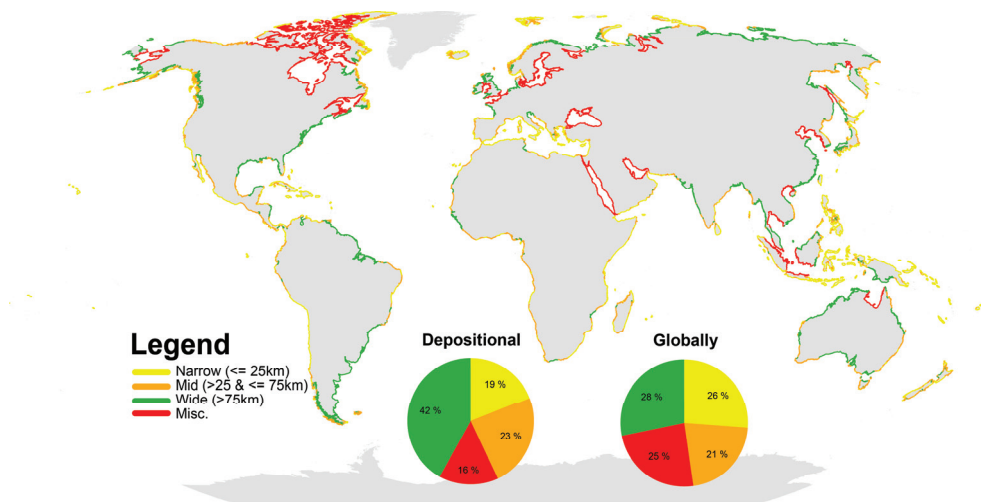 Legend
Narrow (<= 25km)
Mid (>25 & <= 75km)
Wide (>75km)
Misc.
Depositional
19 %
42 %
23 %
16 %
Globally
28 %
26 %
25 %
21 %